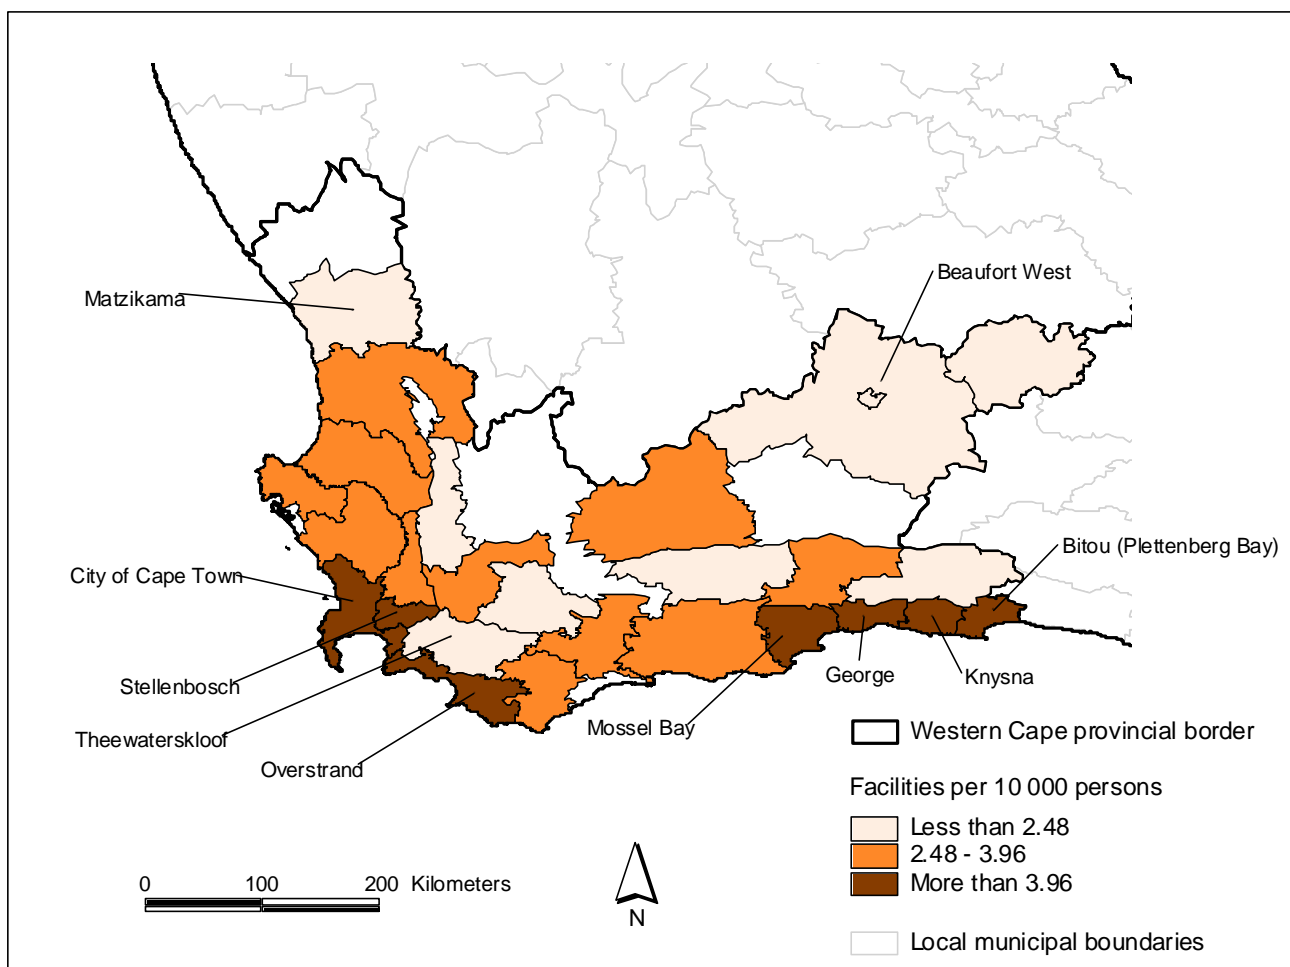 Beaufort West
Matzikama
Bitou (Plettenberg Bay)
City of Cape Town
George
Knysna
Stellenbosch
Mossel Bay
Theewaterskloof
Overstrand
Western Cape provincial border
Facilities per 10 000 persons
Less than 2.48
2.48 - 3.96
More than 3.96
Local municipal boundaries
0 100 200 Kilometers
N